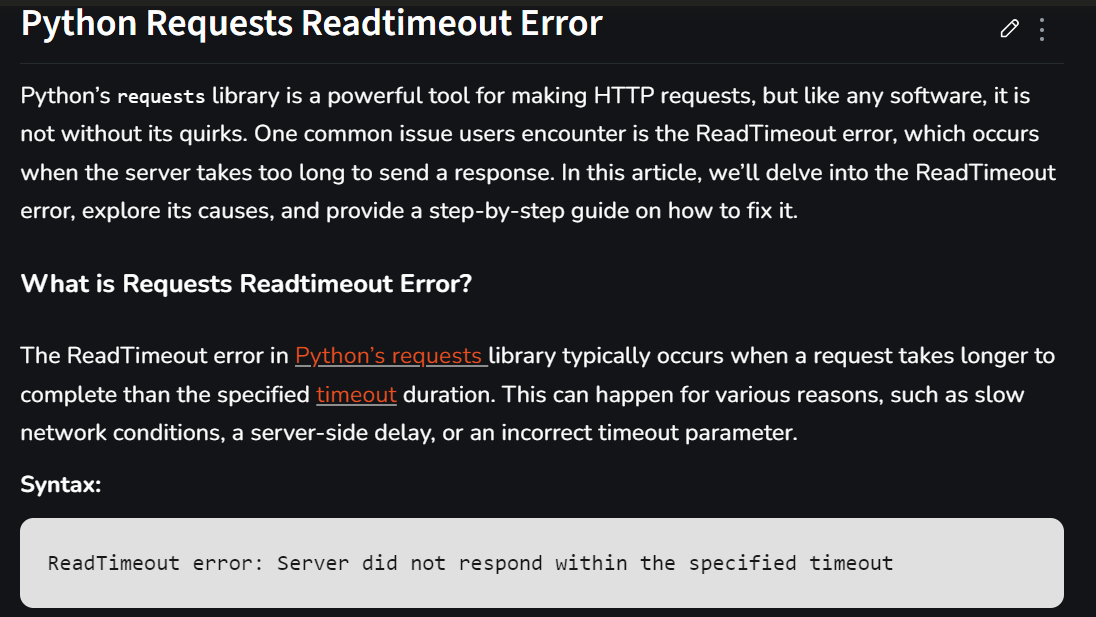 Python Requests Readtimeout Error
Python’s requests library is a powerful tool for making HTTP requests, but like any software, it is
not without its quirks. One common issue users encounter is the ReadTimeout error, which occurs
when the server takes too long to send a response. In this article, we’ll delve into the ReadTimeout
error, explore its causes, and provide a step-by-step guide on how to fix it.
What is Requests Readtimeout Error?
The ReadTimeout error in Python’s requests library typically occurs when a request takes longer to
complete than the specified timeout duration. This can happen for various reasons, such as slow
network conditions, a server-side delay, or an incorrect timeout parameter.
Syntax:
ReadTimeout error: Server did not respond within the specified timeout